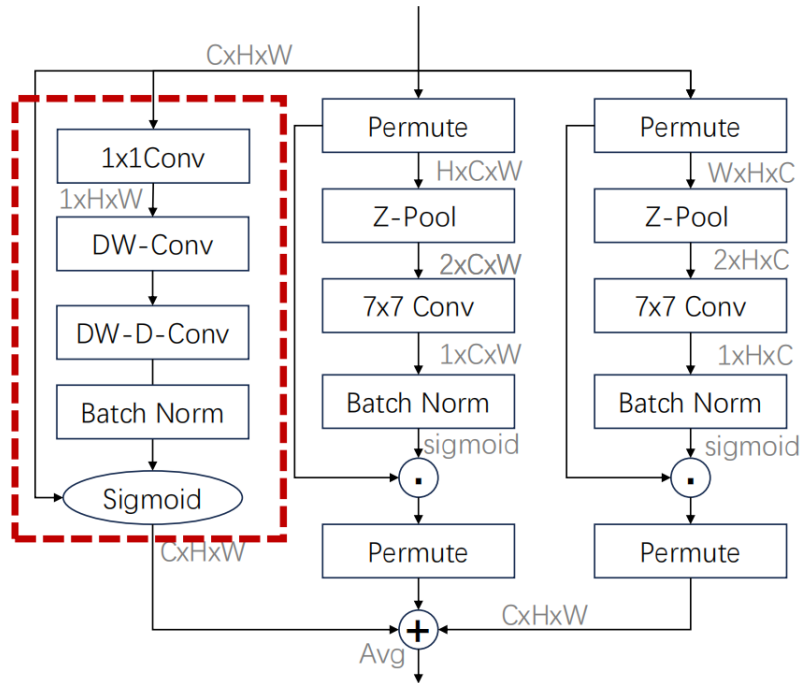 CxHxW
1x1Conv
1xHxW
DW-Conv
DW-D-Conv
Batch Norm
Sigmoid
CxHxW
Permute
HxCxW
Z-Pool
2xCxW
7x7 Conv
1xCxW
Batch Norm
sigmoid
.
Permute
Permute
WxHxC
Z-Pool
2xHxC
7x7 Conv
1xHxC
Batch Norm
sigmoid
.
Permute
CxHxW
+
Avg